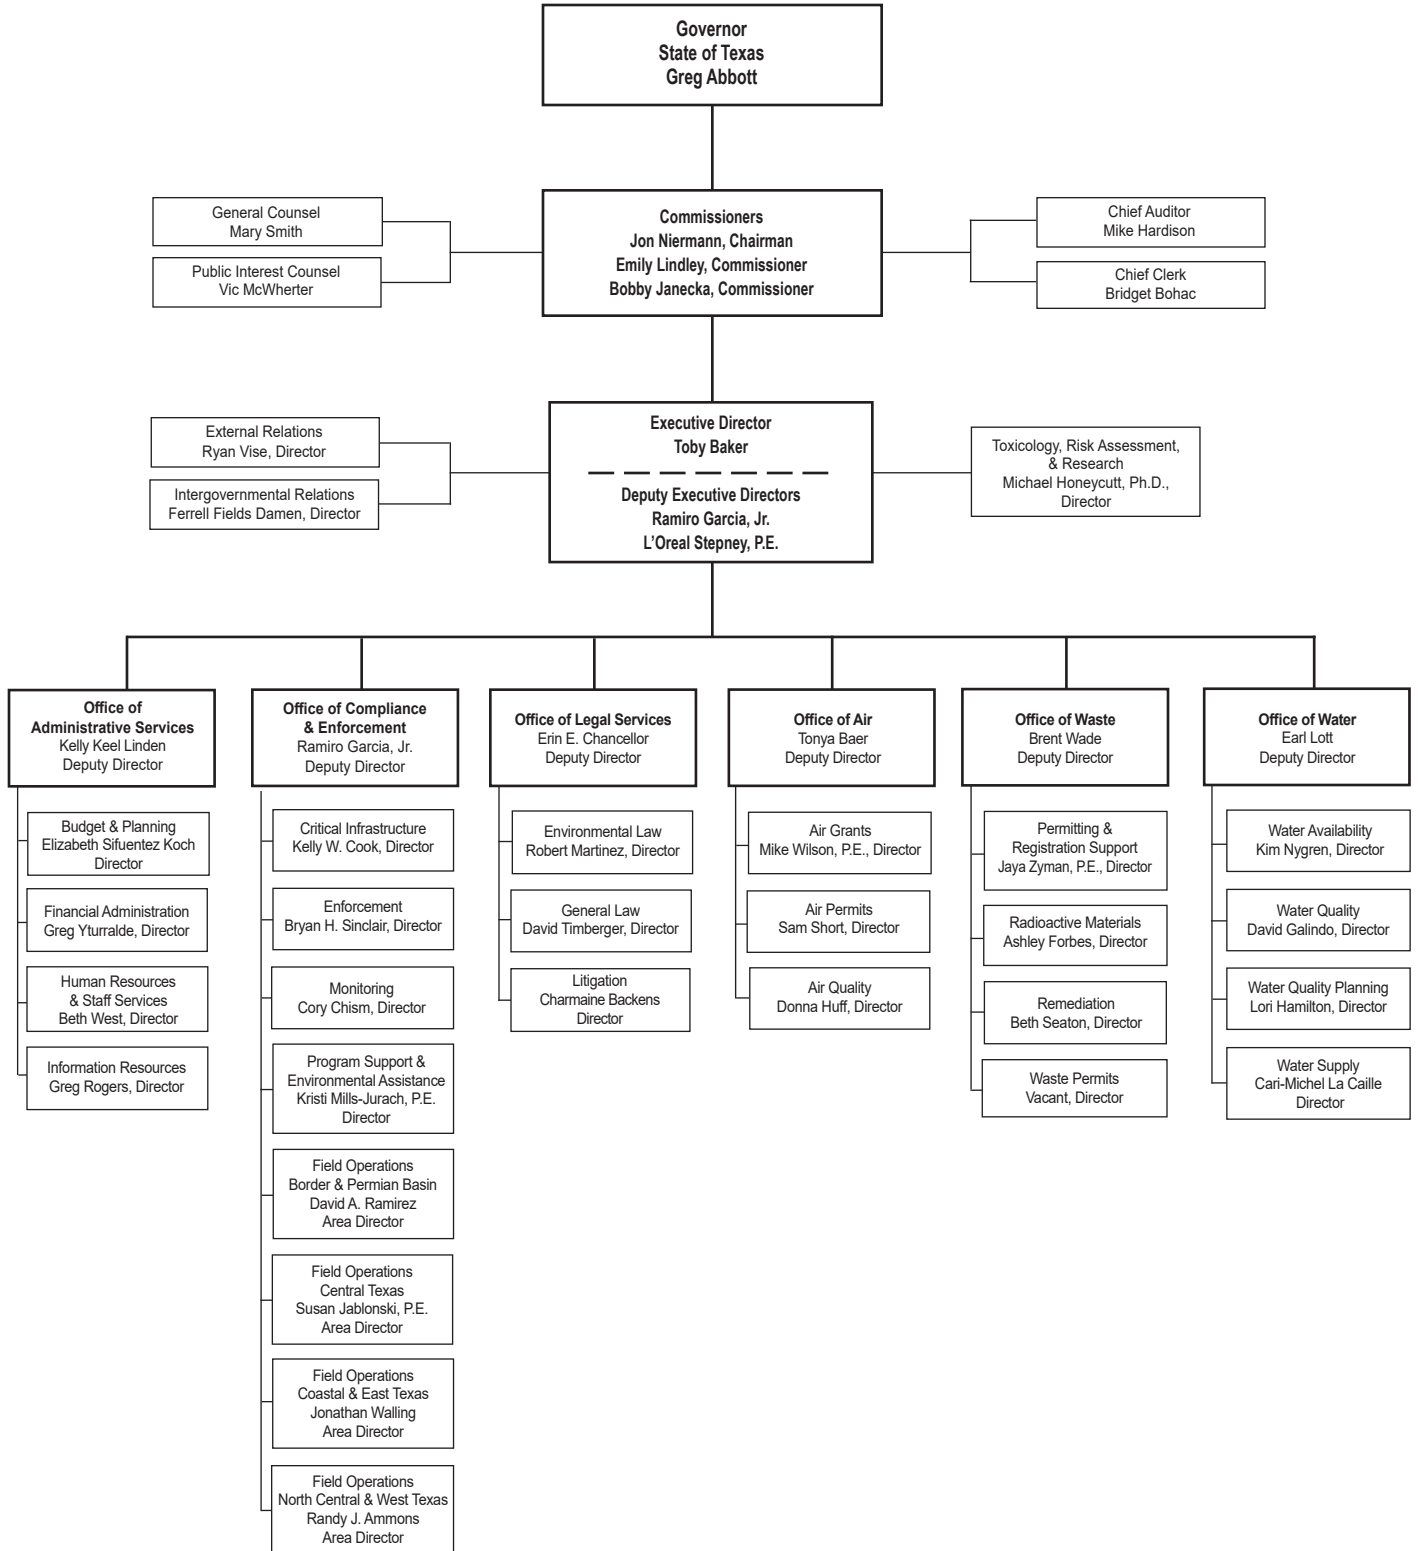 Governor
State of Texas
Greg Abbott
General Counsel
Mary Smith
Public Interest Counsel
Vic McWherter
Commissioners
Jon Niermann, Chairman
Emily Lindley, Commissioner
Bobby Janecka, Commissioner
Chief Auditor
Mike Hardison
Chief Clerk
Bridget Bohac
External Relations
Ryan Vise, Director
Intergovernmental Relations
Ferrell Fields Damen, Director
Executive Director
Toby Baker
Deputy Executive Directors
Ramiro Garcia, Jr.
L’Oreal Stepney, P.E.
Toxicology, Risk Assessment,
& Research
Michael Honeycutt, Ph.D.,
Director
Office of
Administrative Services
Kelly Keel Linden
Deputy Director
Budget & Planning
Elizabeth Sifuentez Koch
Director
Financial Administration
Greg Yturralde, Director
Human Resources
& Staff Services
Beth West, Director
Information Resources
Greg Rogers, Director
Office of Compliance
& Enforcement
Ramiro Garcia, Jr.
Deputy Director
Critical Infrastructure
Kelly W. Cook, Director
Enforcement
Bryan H. Sinclair, Director
Monitoring
Cory Chism, Director
Program Support &
Environmental Assistance
Kristi Mills-Jurach, P.E.
Director
Field Operations
Border & Permian Basin
David A. Ramirez
Area Director
Field Operations
Central Texas
Susan Jablonski, P.E.
Area Director
Field Operations
Coastal & East Texas
Jonathan Walling
Area Director
Field Operations
North Central & West Texas
Randy J. Ammons
Area Director
Office of Legal Services
Erin E. Chancellor
Deputy Director
Environmental Law
Robert Martinez, Director
General Law
David Timberger, Director
Litigation
Charmaine Backens
Director
Office of Air
Tonya Baer
Deputy Director
Air Grants
Mike Wilson, P.E., Director
Air Permits
Sam Short, Director
Air Quality
Donna Huff, Director
Office of Waste
Brent Wade
Deputy Director
Permitting &
Registration Support
Jaya Zyman, P.E., Director
Radioactive Materials
Ashley Forbes, Director
Remediation
Beth Seaton, Director
Waste Permits
Vacant, Director
Office of Water
Earl Lott
Deputy Director
Water Availability
Kim Nygren, Director
Water Quality
David Galindo, Director
Water Quality Planning
Lori Hamilton, Director
Water Supply
Cari-Michel La Caille
Director